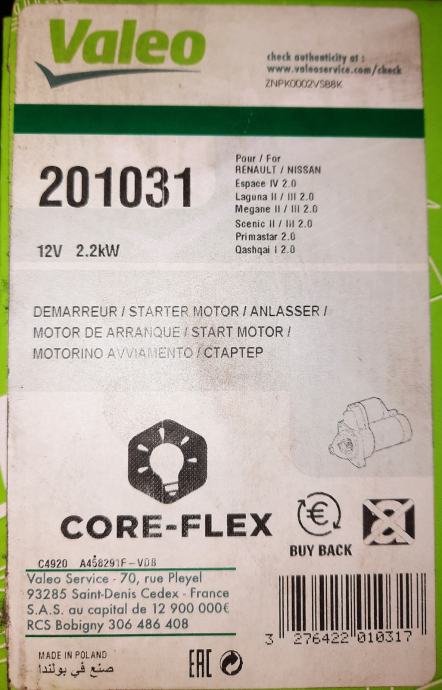 Valeo
check authenticity at :
www.valeoservice.com/check
ZNPK0002VSB8K
201031
12V 2.2kW
Pour / For
RENAULT / NISSAN
Espace IV 2.0
Laguna II / III 2.0
Megane II / III 2.0
Scenic II / III 2.0
Primastar 2.0
Qashqai I 2.0
DEMARREUR / STARTER MOTOR / ANLASSER /
MOTOR DE ARRANQUE / START MOTOR /
MOTORINO AVVIAMENTO / СТАРТЕР
CORE-FLEX
€
BUY BACK
C4920 A458291F-VDB
Valeo Service - 70, rue Pleyel
93285 Saint-Denis Cedex - France
S.A.S. au capital de 12 900 000€
RCS Bobigny 306 486 408
3 276422 010317
MADE IN POLAND
صنع في بولندا
EAC